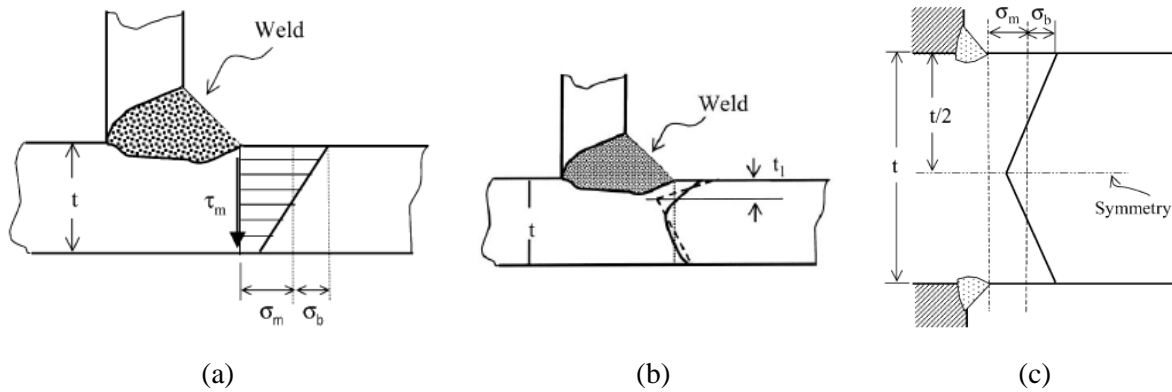 Weld
t
τm
σm
σb
(a)
Weld
t1
t
(b)
σm
σb
t/2
t
Symmetry
(c)